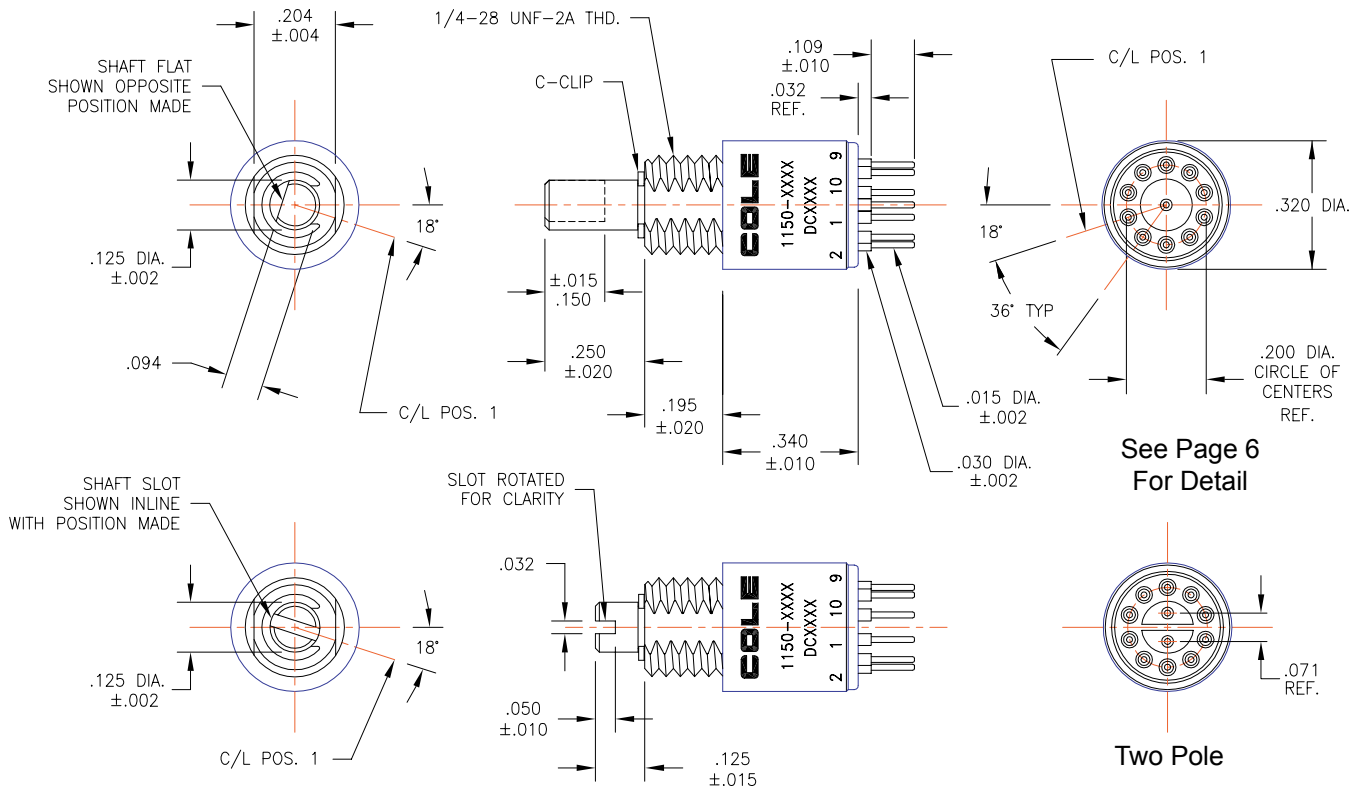 .204
±.004
1/4-28 UNF-2A THD.
.109
±.010
SHAFT FLAT
SHOWN OPPOSITE
POSITION MADE
C-CLIP
.032
REF.
C/L POS. 1
COLE
1150-XXXX
DCXXXX
9
10
1
2
18°
18°
.320 DIA.
.125 DIA.
±.002
±.015
.150
36° TYP
.094
.250
±.020
.200 DIA.
CIRCLE OF
CENTERS
REF.
C/L POS. 1
.195
±.020
.015 DIA.
±.002
.340
±.010
.030 DIA.
±.002
See Page 6
For Detail
SHAFT SLOT
SHOWN INLINE
WITH POSITION MADE
SLOT ROTATED
FOR CLARITY
.032
COLE
1150-XXXX
DCXXXX
9
10
1
2
18°
.125 DIA.
±.002
.071
REF.
.050
±.010
C/L POS. 1
.125
±.015
Two Pole